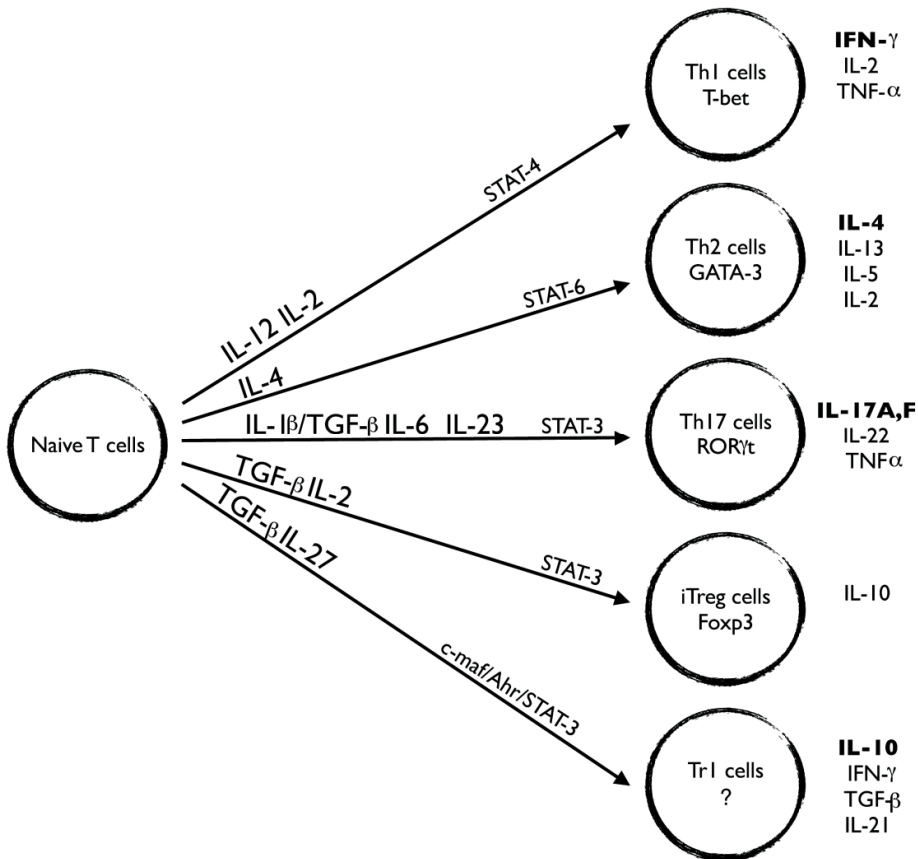 Th1 cells
T-bet
IFN-γ
IL-2
TNF-α
STAT-4
IL-12 IL-2
Th2 cells
GATA-3
IL-4
IL-13
IL-5
IL-2
STAT-6
IL-4
Naive T cells
IL-1β/TGF-β IL-6 IL-23
STAT-3
Th17 cells
RORγt
IL-17A,F
IL-22
TNFα
TGF-β IL-2
STAT-3
iTreg cells
Foxp3
IL-10
TGF-β IL-27
c-maf/Ahr/STAT-3
Tr1 cells
?
IL-10
IFN-γ
TGF-β
IL-21